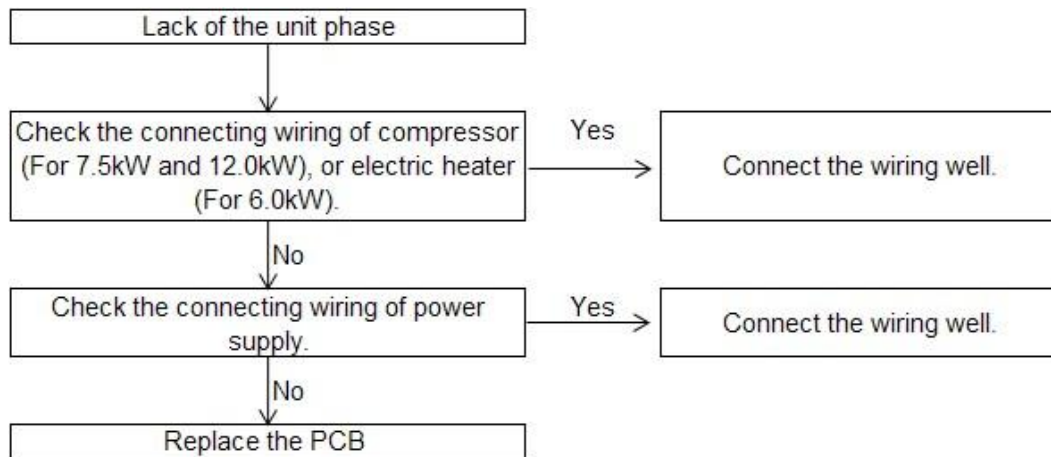 Lack of the unit phase
Check the connecting wiring of compressor
(For 7.5kW and 12.0kW), or electric heater
(For 6.0kW).
Yes
Connect the wiring well.
No
Check the connecting wiring of power
supply.
Yes
Connect the wiring well.
No
Replace the PCB